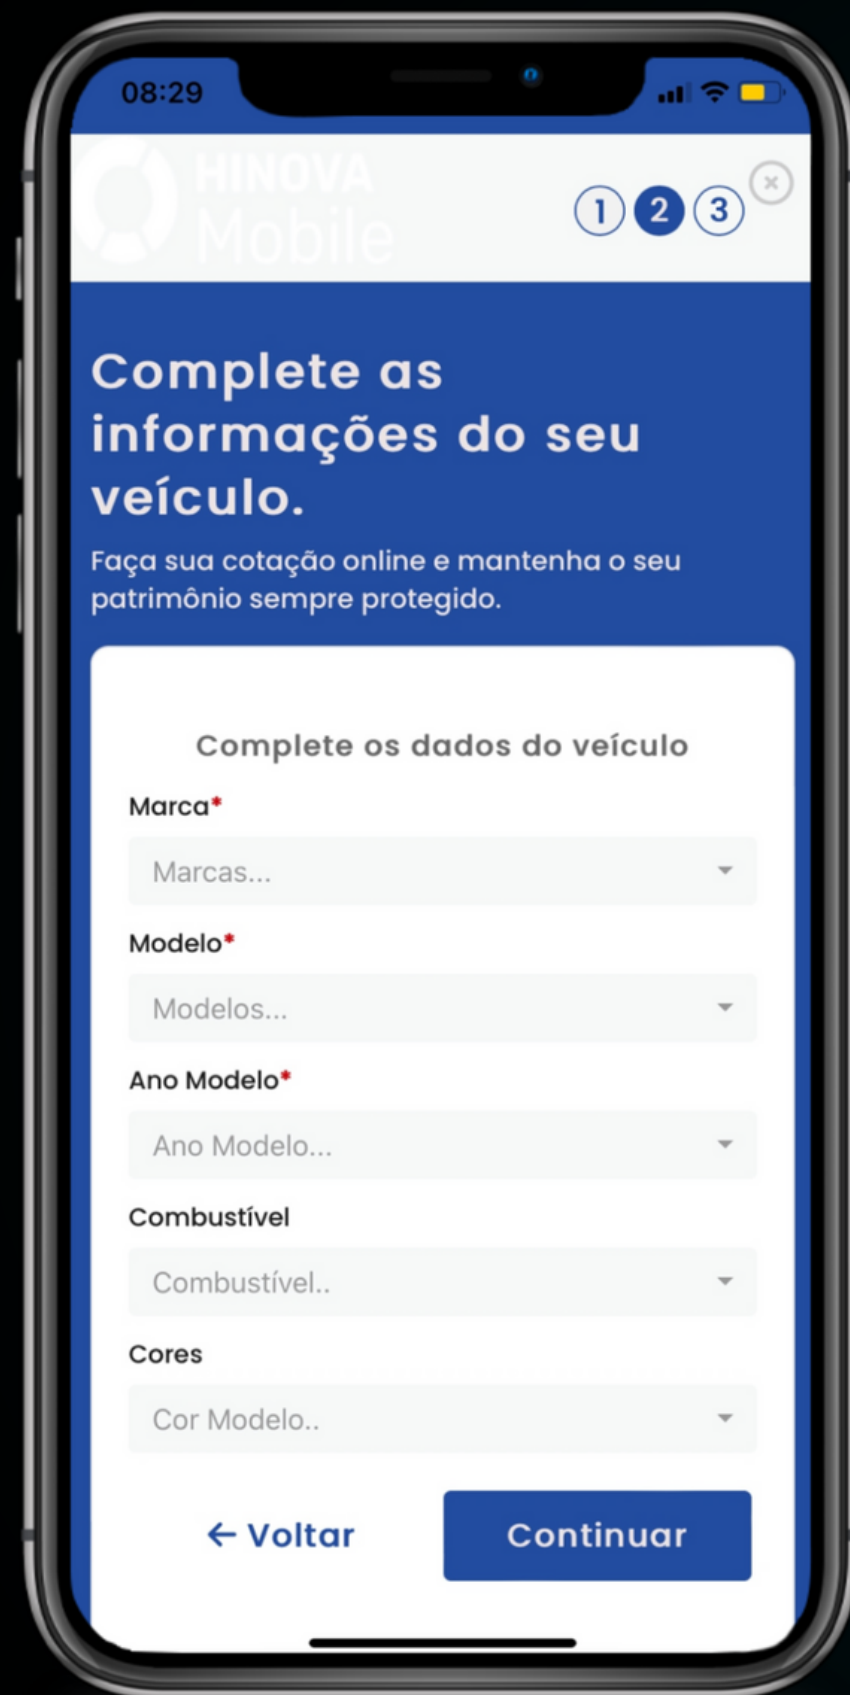 08:29
HINOVA
Mobile
1 2 3
Complete as
informações do seu
veículo.
Faça sua cotação online e mantenha o seu
patrimônio sempre protegido.
Complete os dados do veículo
Marca*
Marcas...
Modelo*
Modelos...
Ano Modelo*
Ano Modelo...
Combustível
Combustível..
Cores
Cor Modelo..
← Voltar
Continuar